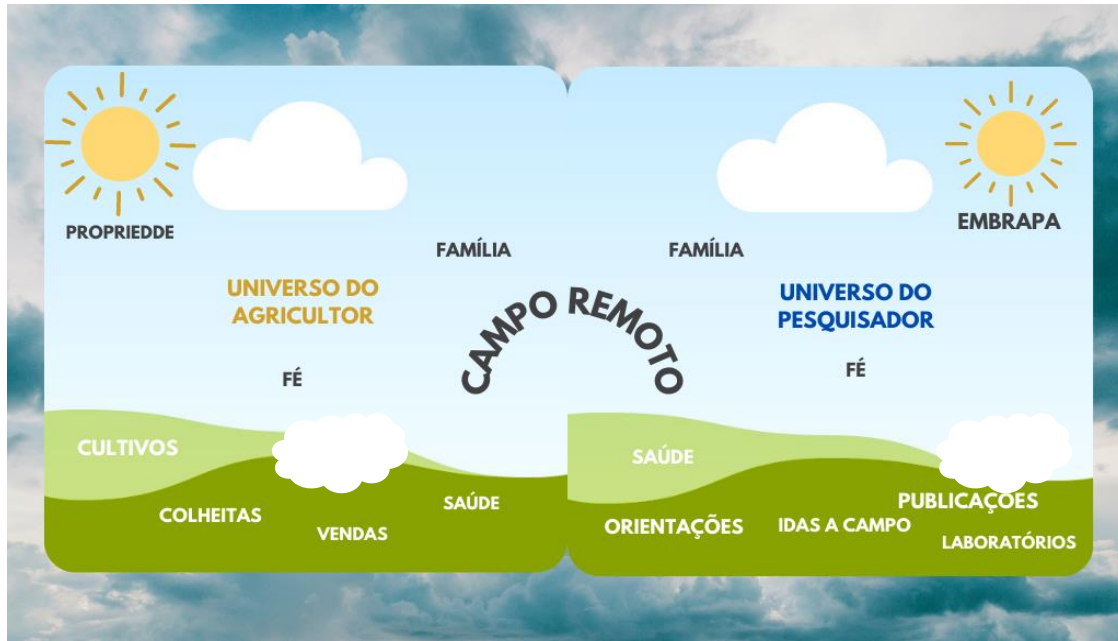 PROPRIEDDE
FAMÍLIA
UNIVERSO DO
AGRICULTOR
FÉ
CULTIVOS
COLHEITAS
VENDAS
SAÚDE
CAMPO REMOTO
EMBRAPA
FAMÍLIA
UNIVERSO DO
PESQUISADOR
FÉ
SAÚDE
ORIENTAÇÕES
IDAS A CAMPO
PUBLICAÇÕES
LABORATÓRIOS